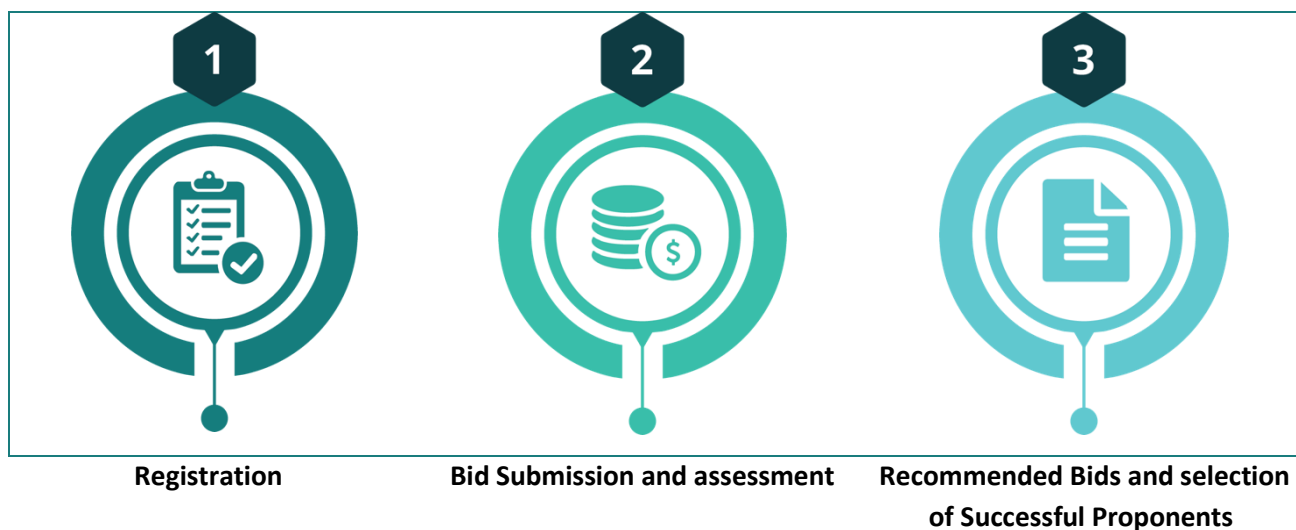 1
2
3
$
Registration
Bid Submission and assessment
Recommended Bids and selection
of Successful Proponents